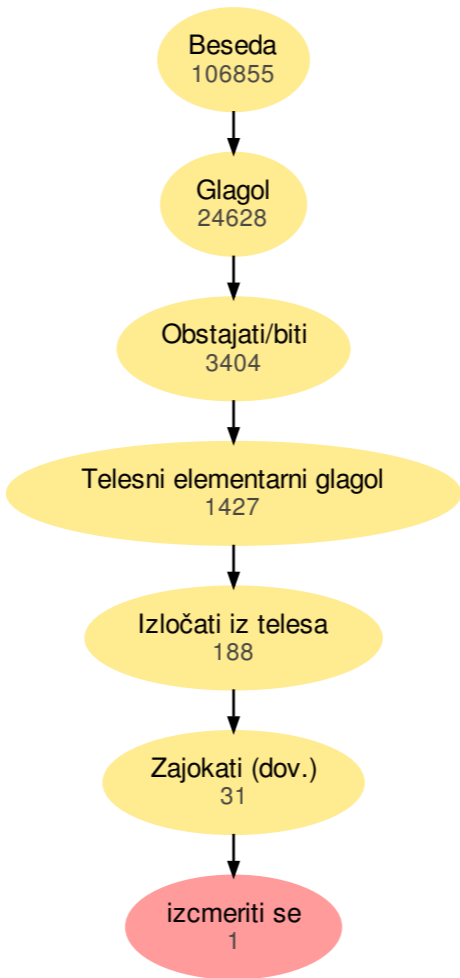 Beseda
106855
Glagol
24628
Obstajati/biti
3404
Telesni elementarni glagol
1427
Izločati iz telesa
188
Zajokati (dov.)
31
izcmeriti se
1